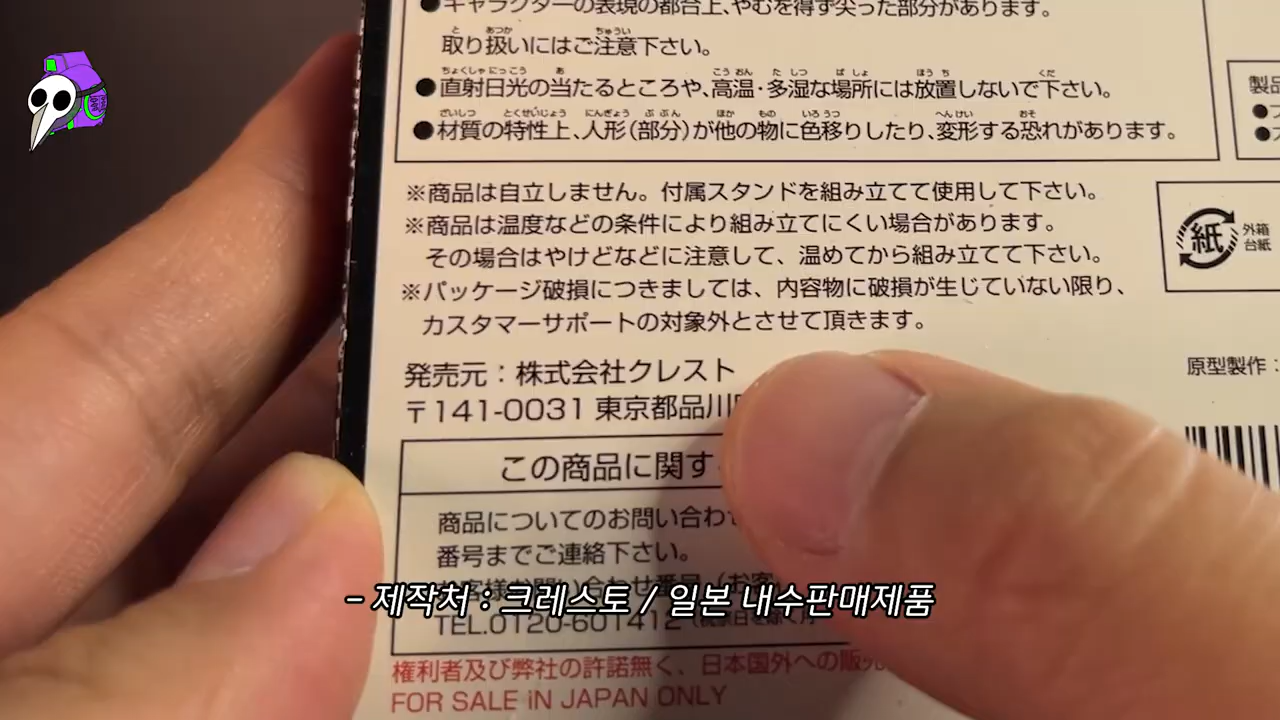 ●キャラクターの表現の都合上、やむを得ず尖った部分があります。
取り扱いにはご注意下さい。
●直射日光の当たるところや、高温・多湿な場所には放置しないで下さい。
●材質の特性上、人形(部分)が他の物に色移りしたり、変形する恐れがあります。
※商品は自立しません。付属スタンドを組み立てて使用して下さい。
※商品は温度などの条件により組み立てにくい場合があります。
その場合はやけどなどに注意して、温めてから組み立てて下さい。
※パッケージ破損につきましては、内容物に破損が生じていない限り、
カスタマーサポートの対象外とさせて頂きます。
発売元：株式会社クレスト
〒141-0031 東京都品川
この商品に関す
商品についてのお問い合わ
番号までご連絡下さい。
お客様お問い合わせ番号（お客
TEL.0120-601412
権利者及び弊社の許諾無く、日本国外への販売
FOR SALE iN JAPAN ONLY
製品
紙
外箱
台紙
原型製作：
- 제작처 : 크레스토 / 일본 내수판매제품